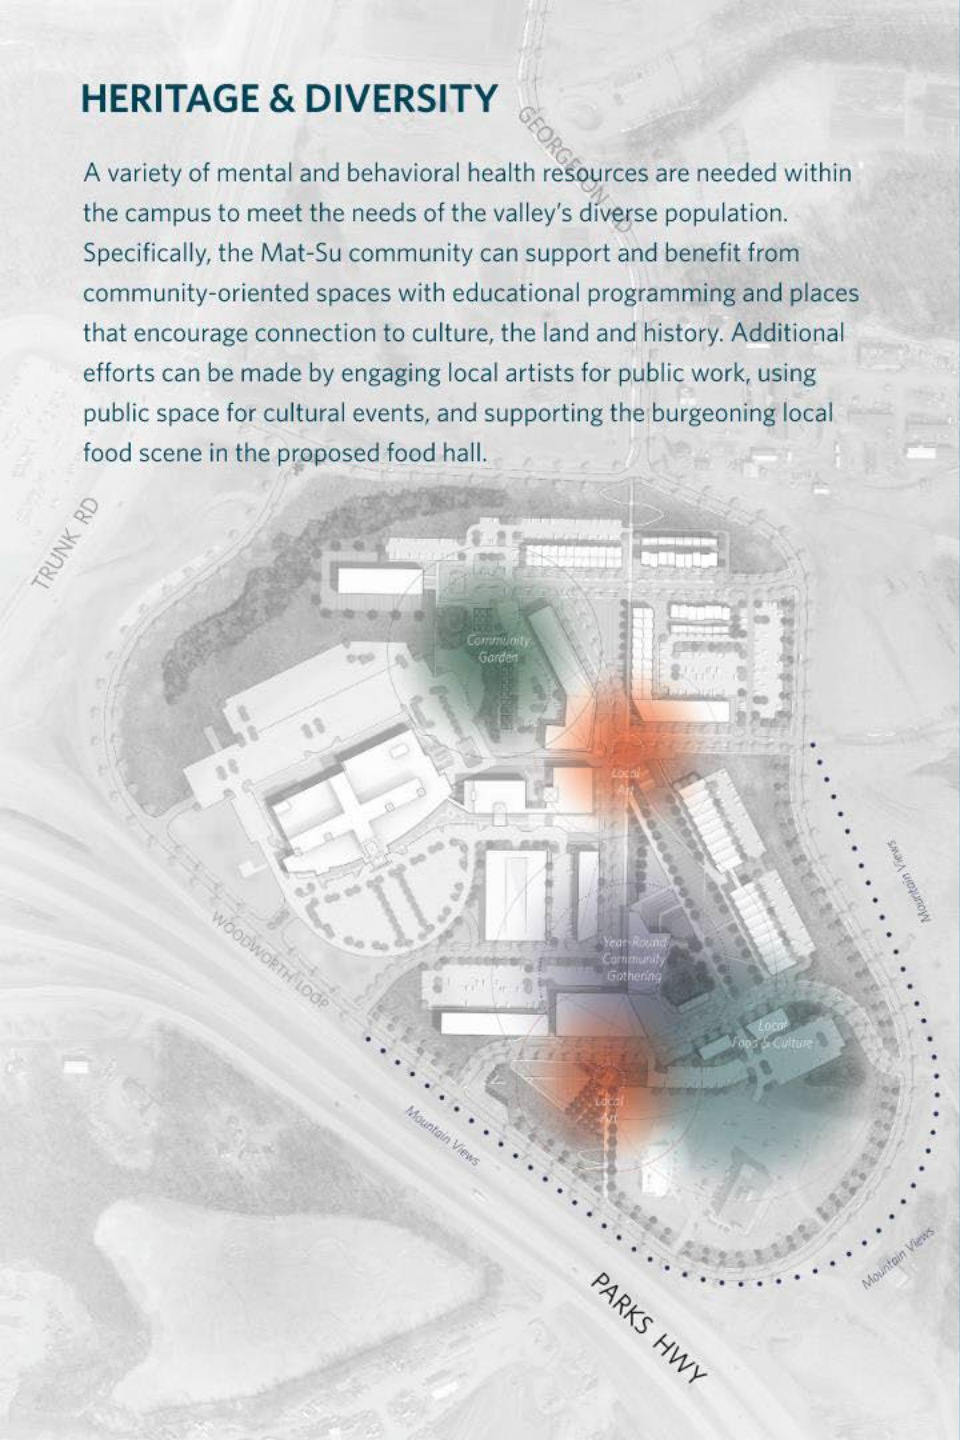 HERITAGE & DIVERSITY
A variety of mental and behavioral health resources are needed within
the campus to meet the needs of the valley's diverse population.
Specifically, the Mat-Su community can support and benefit from
community-oriented spaces with educational programming and places
that encourage connection to culture, the land and history. Additional
efforts can be made by engaging local artists for public work, using
public space for cultural events, and supporting the burgeoning local
food scene in the proposed food hall.
GEORGESON RD
TRUNK RD
Community
Garden
Local
Art
Mountain Views
WOODWORTH LOOP
Year-Round
Community
Gathering
Local
Food & Culture
Local
Art
Mountain Views
Mountain Views
PARKS HWY